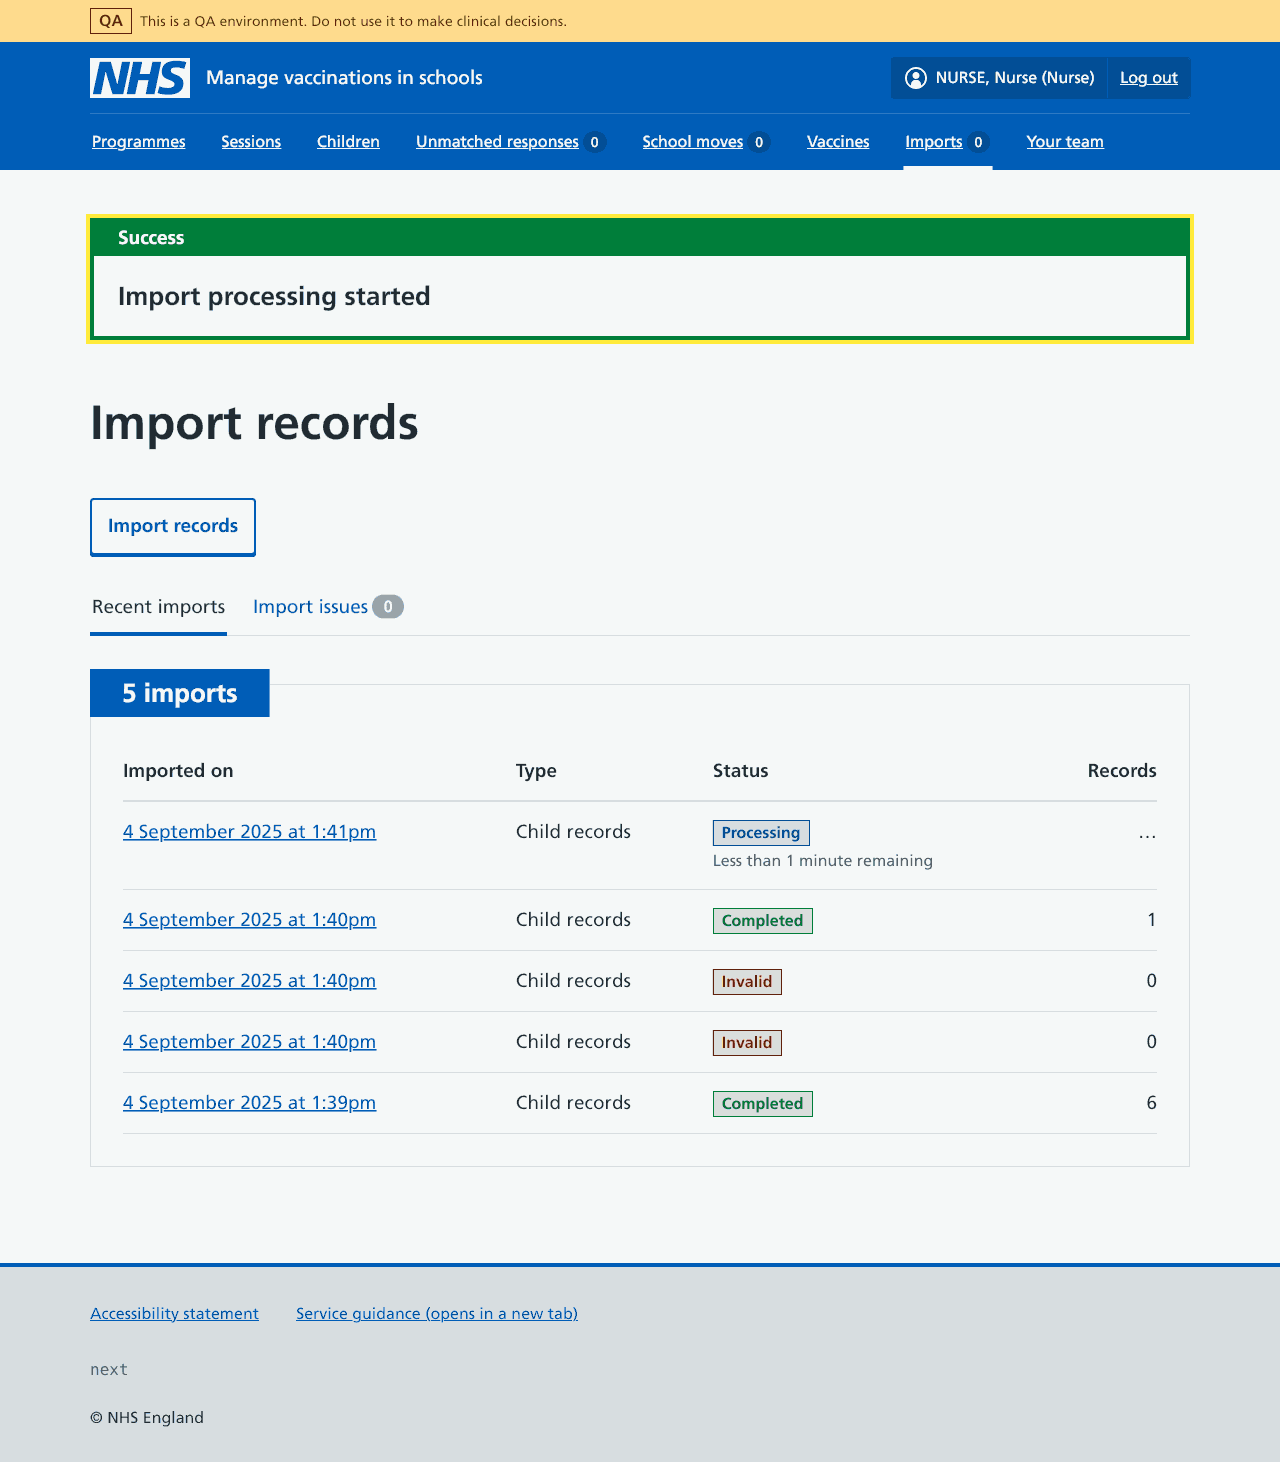 QA This is a QA environment. Do not use it to make clinical decisions.
NHS Manage vaccinations in schools NURSE, Nurse (Nurse) Log out
Programmes Sessions Children Unmatched responses 0 School moves 0 Vaccines Imports 0 Your team
Success
Import processing started
Import records
Import records
Recent imports Import issues 0
5 imports
Imported on Type Status Records
4 September 2025 at 1:41pm Child records Processing …
Less than 1 minute remaining
4 September 2025 at 1:40pm Child records Completed 1
4 September 2025 at 1:40pm Child records Invalid 0
4 September 2025 at 1:40pm Child records Invalid 0
4 September 2025 at 1:39pm Child records Completed 6
Accessibility statement Service guidance (opens in a new tab)
next
© NHS England